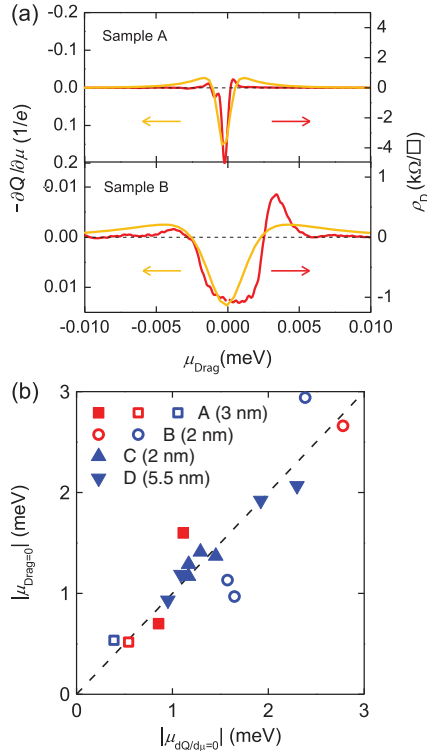 (a)
-0.2
0.0
0.1
0.2
Sample A
4
2
0
-2
-4
-∂Q/∂μ (1/e)
ρD (kΩ/□)
0.01
0.00
0.01
Sample B
1
0
-1
-0.010 -0.005 0.000 0.005 0.010
μDrag(meV)
(b)
3
2
1
0
A (3 nm)
B (2 nm)
C (2 nm)
D (5.5 nm)
|μDrag=0| (meV)
0 1 2 3
|μdQ/dμ=0| (meV)